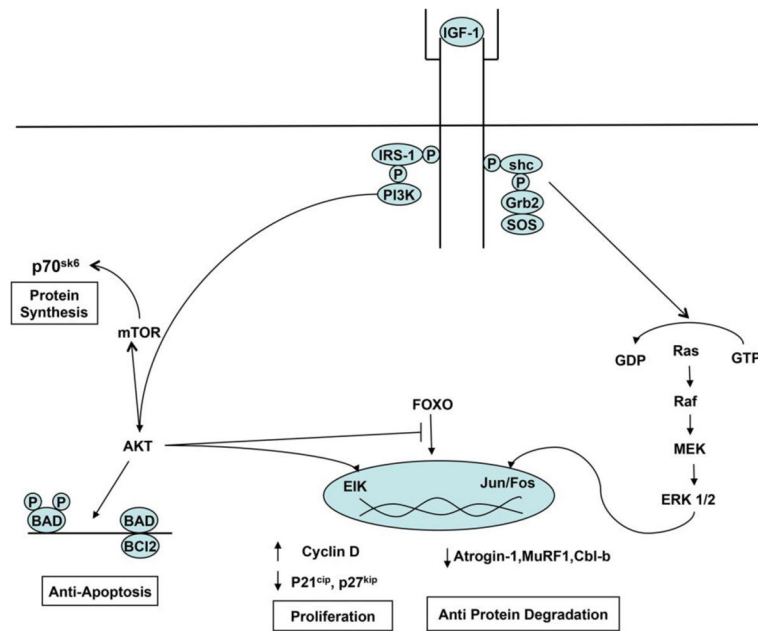 IGF-1
IRS-1
P
P
PI3K
P
shc
P
Grb2
SOS
p70sk6
Protein
Synthesis
mTOR
GDP
Ras
GTP
Raf
MEK
ERK 1/2
FOXO
AKT
ElK
Jun/Fos
P
P
BAD
BAD
BCl2
Anti-Apoptosis
Cyclin D
P21cip, p27kip
Proliferation
Atrogin-1,MuRF1,Cbl-b
Anti Protein Degradation